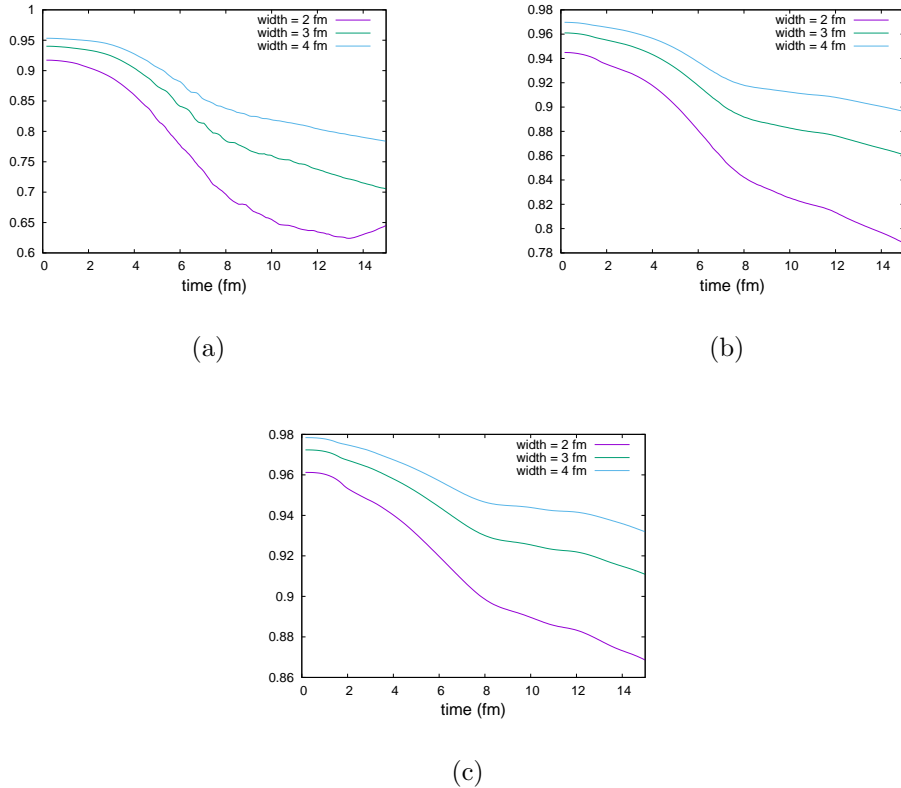 1
0.95
0.9
0.85
0.8
0.75
0.7
0.65
0.6
0 2 4 6 8 10 12 14
time (fm)
width = 2 fm
width = 3 fm
width = 4 fm
(a)
0.98
0.96
0.94
0.92
0.9
0.88
0.86
0.84
0.82
0.8
0.78
0 2 4 6 8 10 12 14
time (fm)
width = 2 fm
width = 3 fm
width = 4 fm
(b)
0.98
0.96
0.94
0.92
0.9
0.88
0.86
0 2 4 6 8 10 12 14
time (fm)
width = 2 fm
width = 3 fm
width = 4 fm
(c)